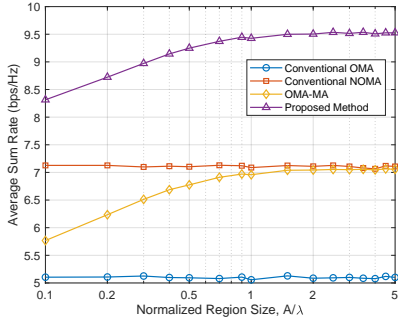 10
9.5
9
8.5
8
7.5
7
6.5
6
5.5
5
Average Sum Rate (bps/Hz)
Conventional OMA
Conventional NOMA
OMA-MA
Proposed Method
0.1 0.2 0.5 1 2 5
Normalized Region Size, A/λ